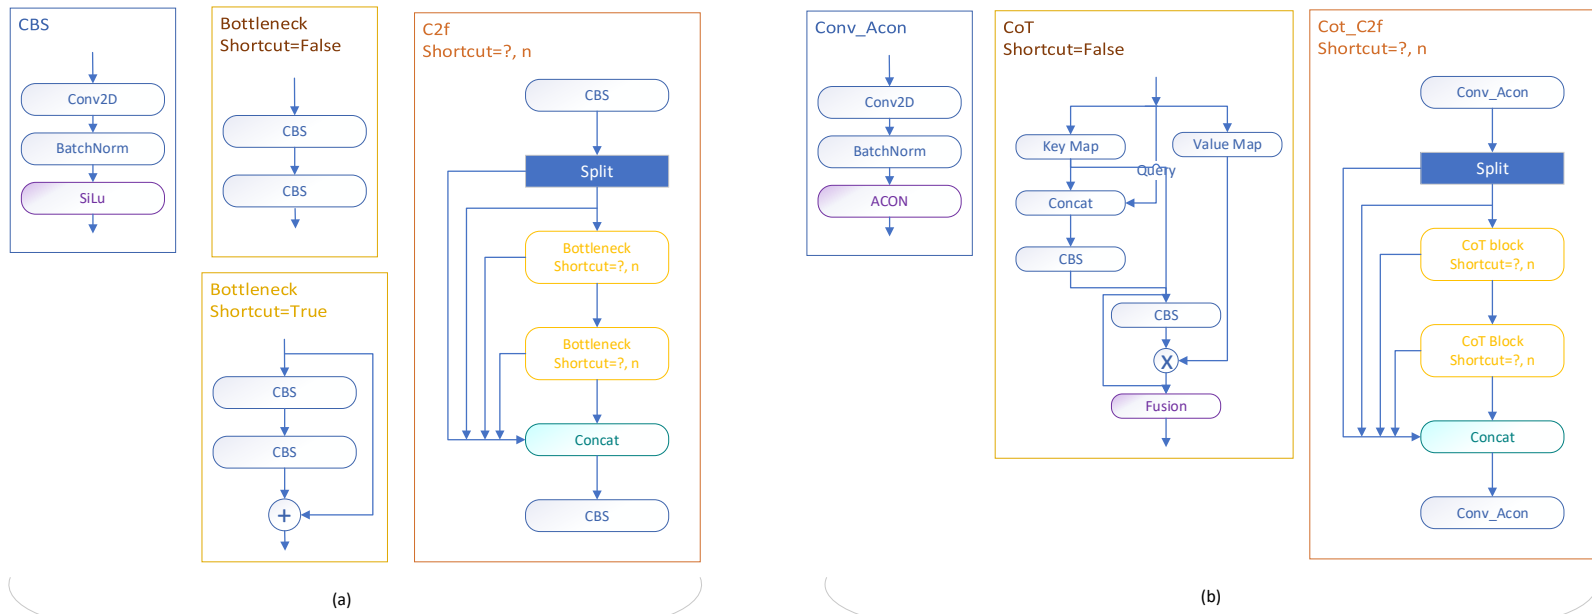 CBS
Conv2D
BatchNorm
SiLu
Bottleneck
Shortcut=False
CBS
CBS
Bottleneck
Shortcut=True
CBS
CBS
+
C2f
Shortcut=?, n
CBS
Split
Bottleneck
Shortcut=?, n
Bottleneck
Shortcut=?, n
Concat
CBS
(a)
Conv_Acon
Conv2D
BatchNorm
ACON
CoT
Shortcut=False
Key Map
Value Map
Query
Concat
CBS
CBS
X
Fusion
Cot_C2f
Shortcut=?, n
Conv_Acon
Split
CoT block
Shortcut=?, n
CoT Block
Shortcut=?, n
Concat
Conv_Acon
(b)